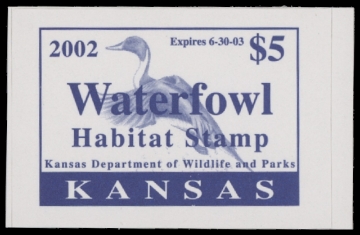 2002 Expires 6-30-03 $5
Waterfowl
Habitat Stamp
Kansas Department of Wildlife and Parks
KANSAS